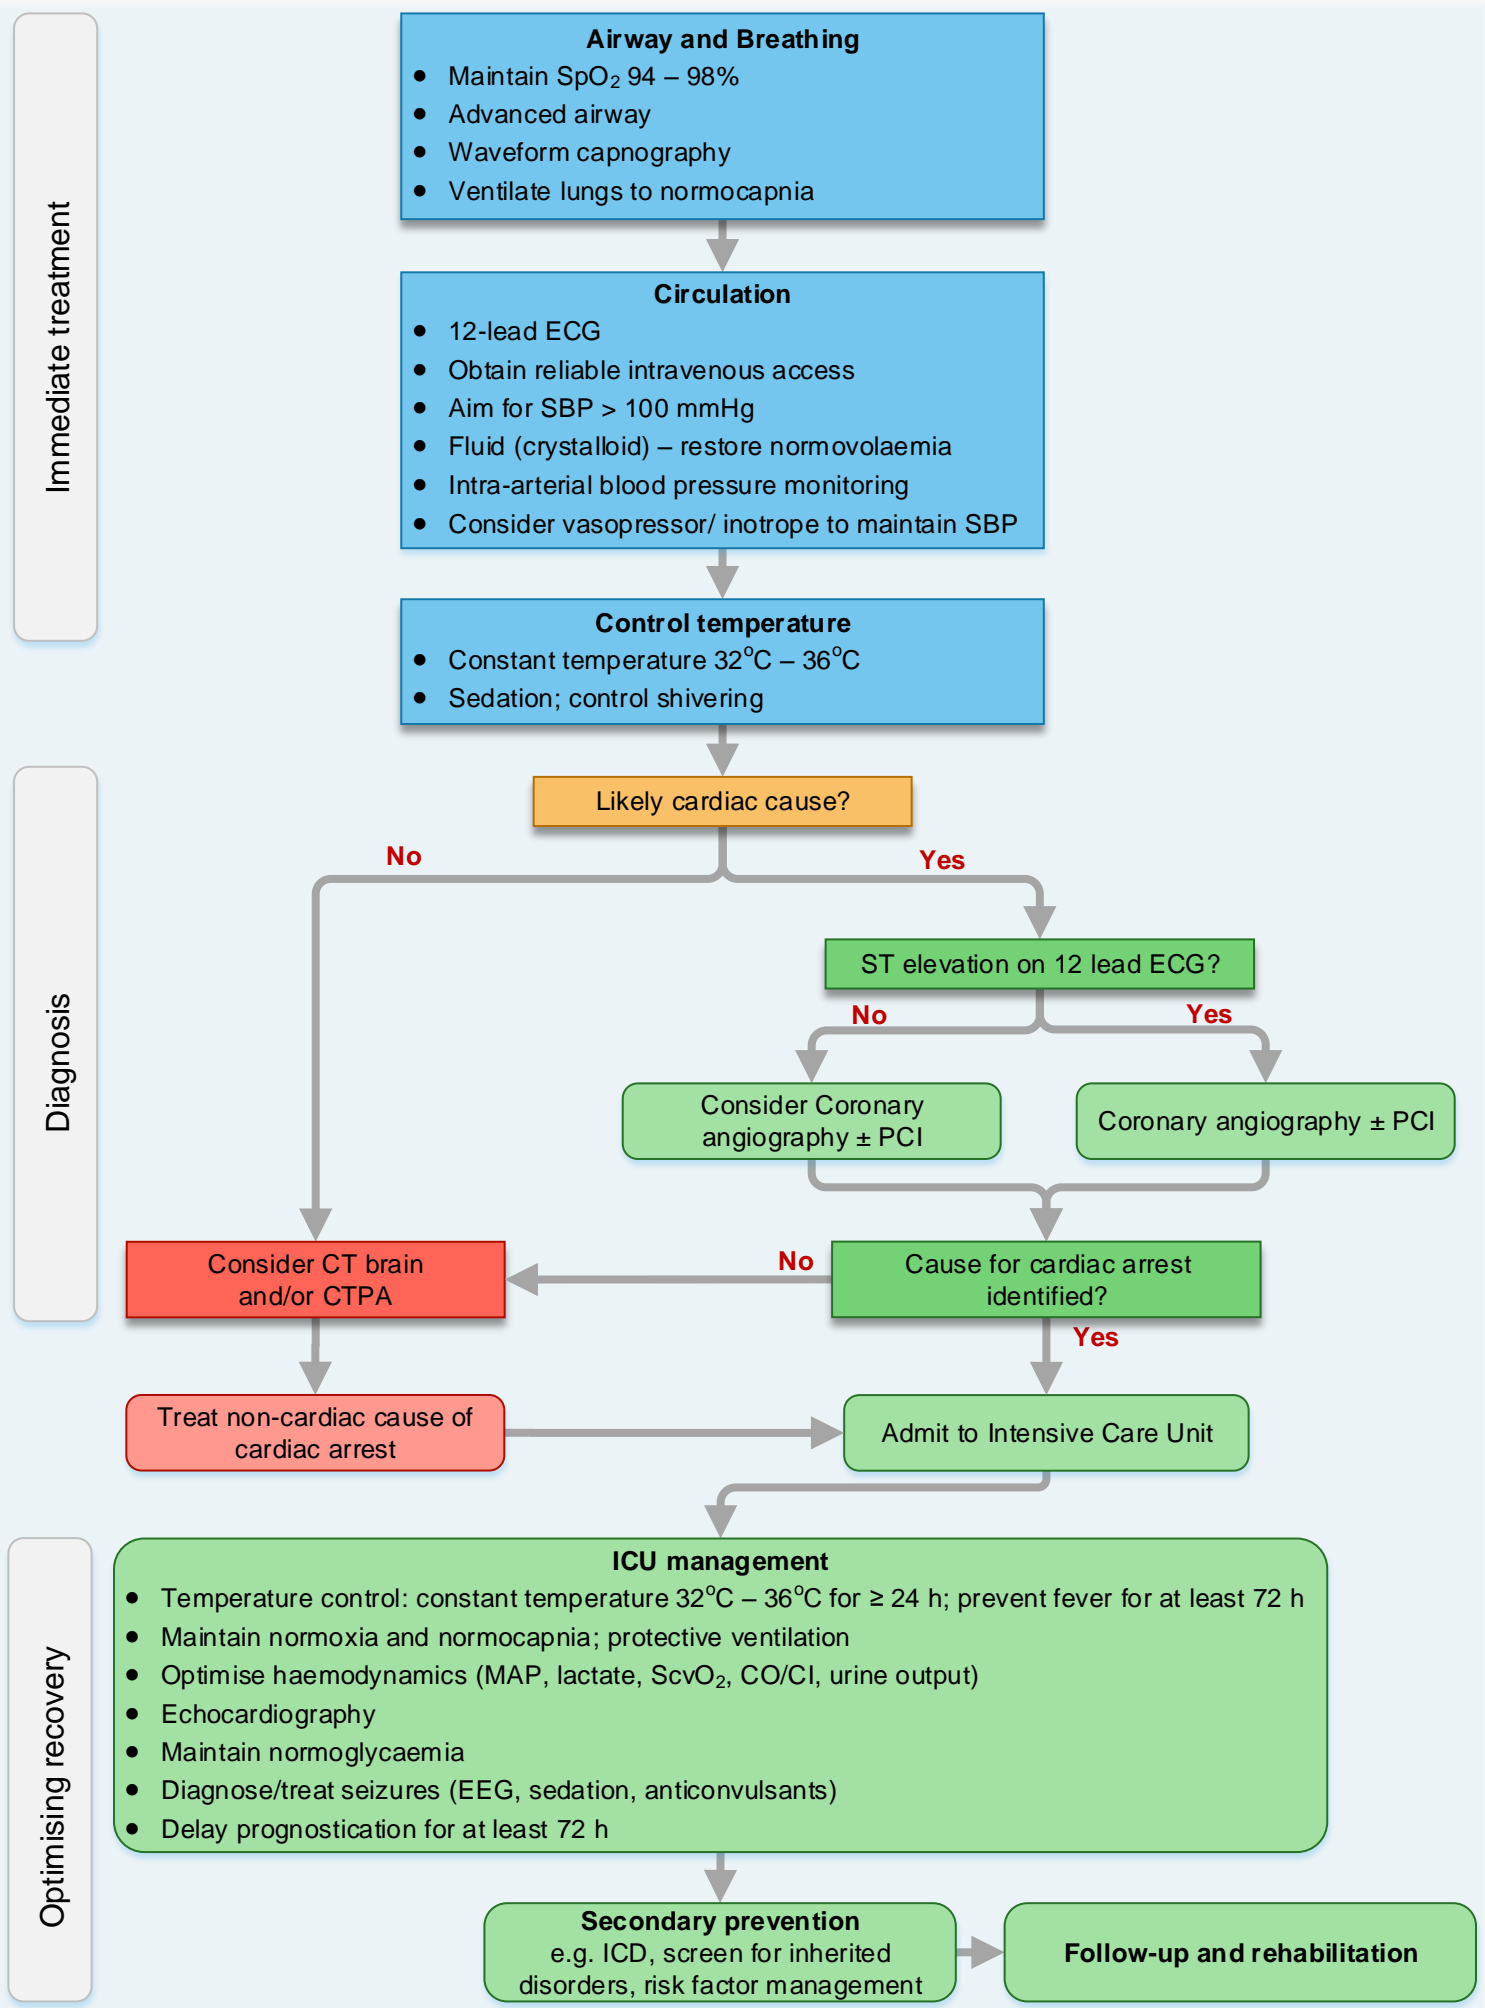 Immediate treatment
Airway and Breathing
• Maintain SpO₂ 94 – 98%
• Advanced airway
• Waveform capnography
• Ventilate lungs to normocapnia
Circulation
• 12-lead ECG
• Obtain reliable intravenous access
• Aim for SBP > 100 mmHg
• Fluid (crystalloid) – restore normovolaemia
• Intra-arterial blood pressure monitoring
• Consider vasopressor/ inotrope to maintain SBP
Control temperature
• Constant temperature 32°C – 36°C
• Sedation; control shivering
Diagnosis
Likely cardiac cause?
No
Yes
ST elevation on 12 lead ECG?
No
Yes
Consider Coronary
angiography ± PCI
Coronary angiography ± PCI
Consider CT brain
and/or CTPA
No
Cause for cardiac arrest
identified?
Yes
Treat non-cardiac cause of
cardiac arrest
Admit to Intensive Care Unit
Optimising recovery
ICU management
• Temperature control: constant temperature 32°C – 36°C for ≥ 24 h; prevent fever for at least 72 h
• Maintain normoxia and normocapnia; protective ventilation
• Optimise haemodynamics (MAP, lactate, ScvO₂, CO/CI, urine output)
• Echocardiography
• Maintain normoglycaemia
• Diagnose/treat seizures (EEG, sedation, anticonvulsants)
• Delay prognostication for at least 72 h
Secondary prevention
e.g. ICD, screen for inherited
disorders, risk factor management
Follow-up and rehabilitation